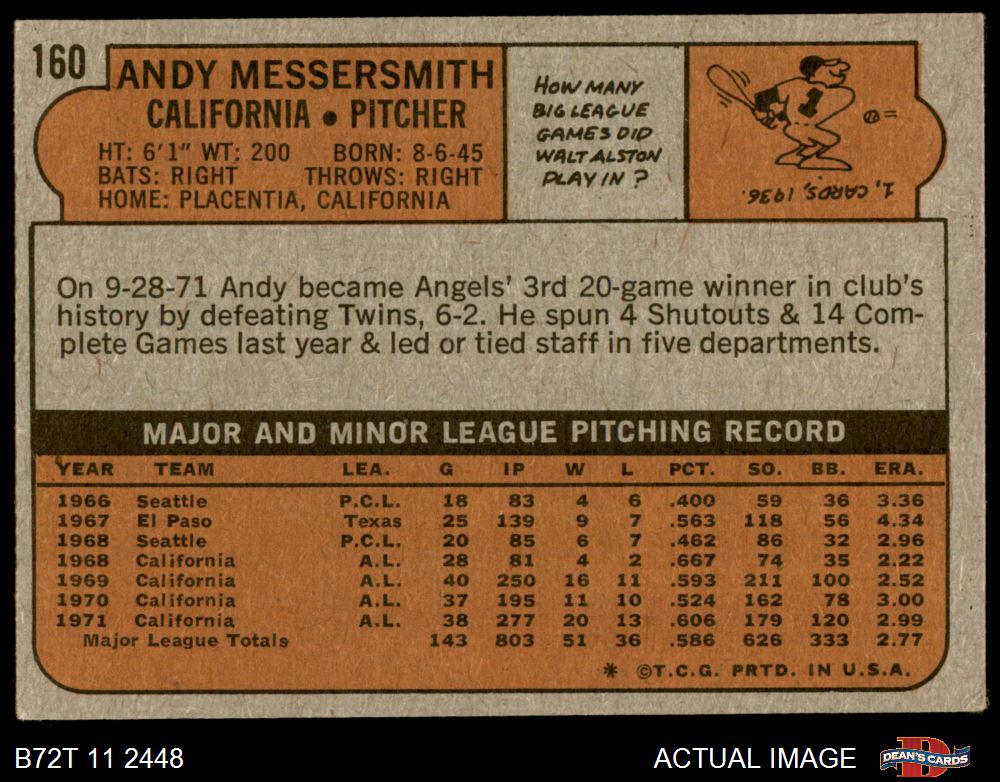 160
ANDY MESSERSMITH
CALIFORNIA • PITCHER
HT: 6'1" WT: 200 BORN: 8-6-45
BATS: RIGHT THROWS: RIGHT
HOME: PLACENTIA, CALIFORNIA
HOW MANY
BIG LEAGUE
GAMES DID
WALT ALSTON
PLAY IN?
1
1, CARDS, 1936.
On 9-28-71 Andy became Angels' 3rd 20-game winner in club's
history by defeating Twins, 6-2. He spun 4 Shutouts & 14 Com-
plete Games last year & led or tied staff in five departments.
MAJOR AND MINOR LEAGUE PITCHING RECORD
YEAR TEAM LEA. G IP W L PCT. SO. BB. ERA.
1966 Seattle P.C.L. 18 83 4 6 .400 59 36 3.36
1967 El Paso Texas 25 139 9 7 .563 118 56 4.34
1968 Seattle P.C.L. 20 85 6 7 .462 86 32 2.96
1968 California A.L. 28 81 4 2 .667 74 35 2.22
1969 California A.L. 40 250 16 11 .593 211 100 2.52
1970 California A.L. 37 195 11 10 .524 162 78 3.00
1971 California A.L. 38 277 20 13 .606 179 120 2.99
Major League Totals 143 803 51 36 .586 626 333 2.77
* ©T.C.G. PRTD. IN U.S.A.
B72T 11 2448
ACTUAL IMAGE
DEAN'S CARDS